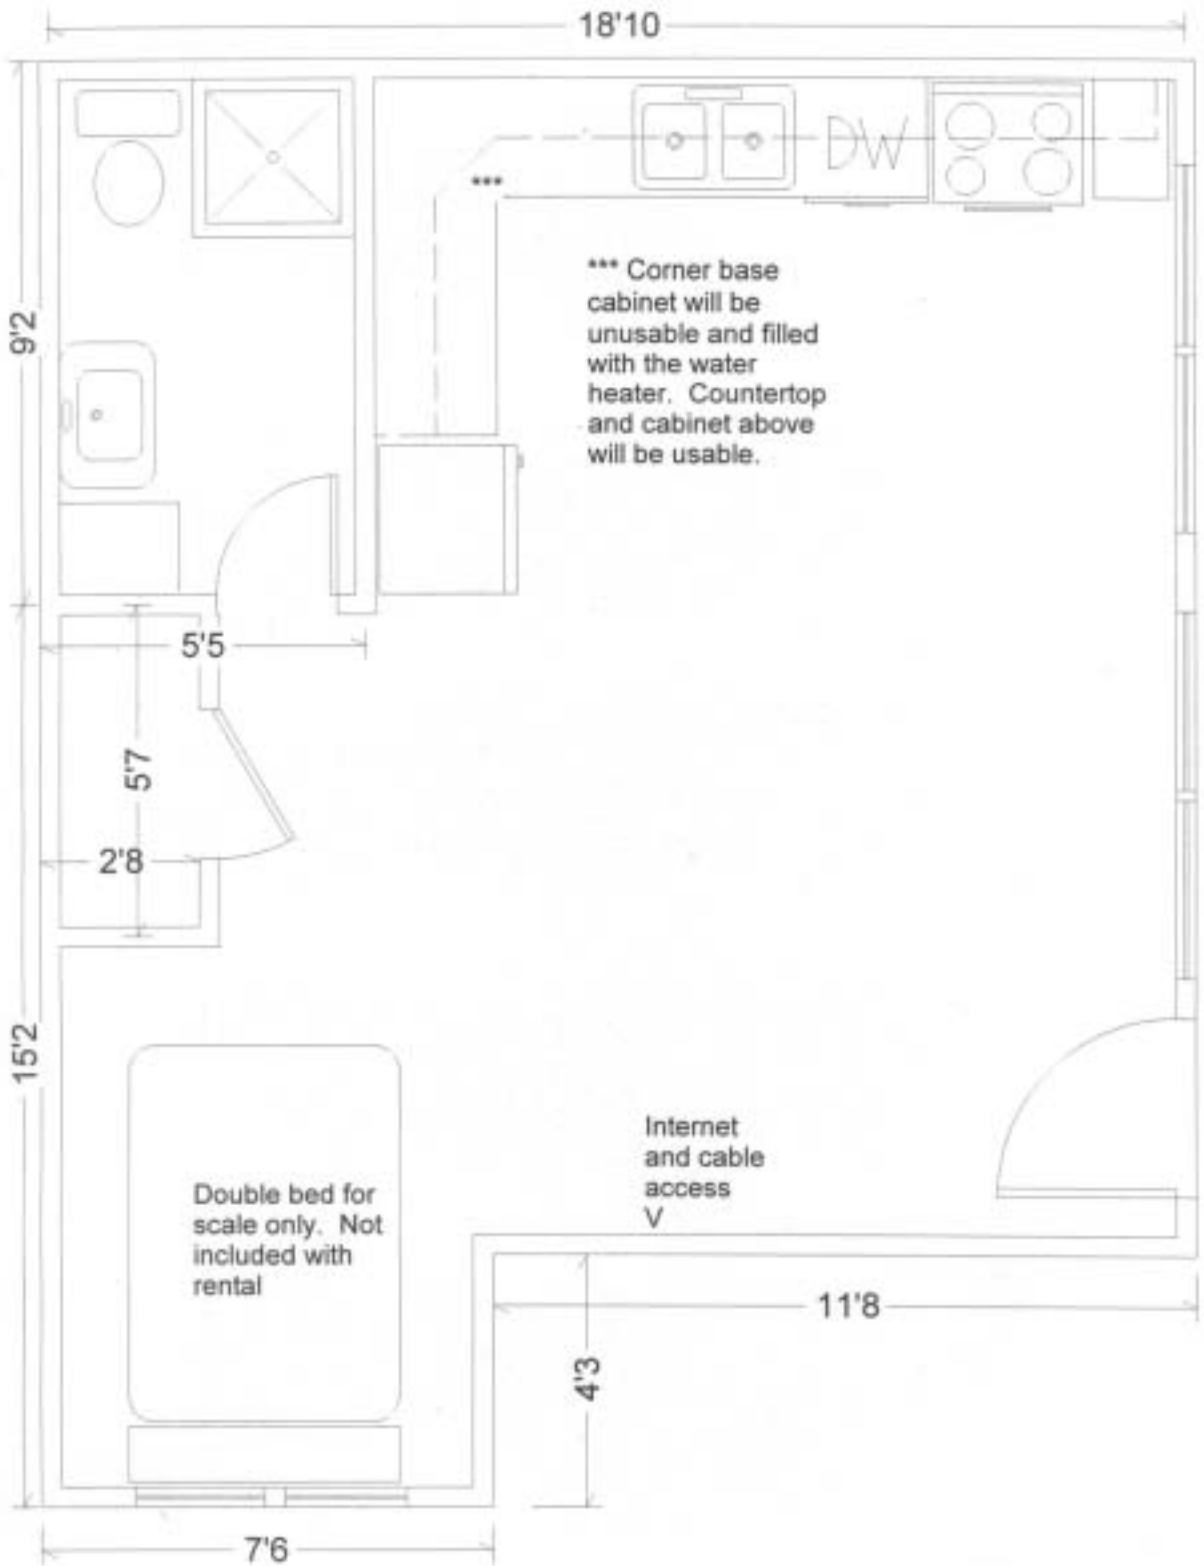 18'10
DW
***
*** Corner base
cabinet will be
unusable and filled
with the water
heater. Countertop
and cabinet above
will be usable.
9'2
5'5
5'7
2'8
15'2
Internet
and cable
access
V
Double bed for
scale only. Not
included with
rental
11'8
4'3
7'6